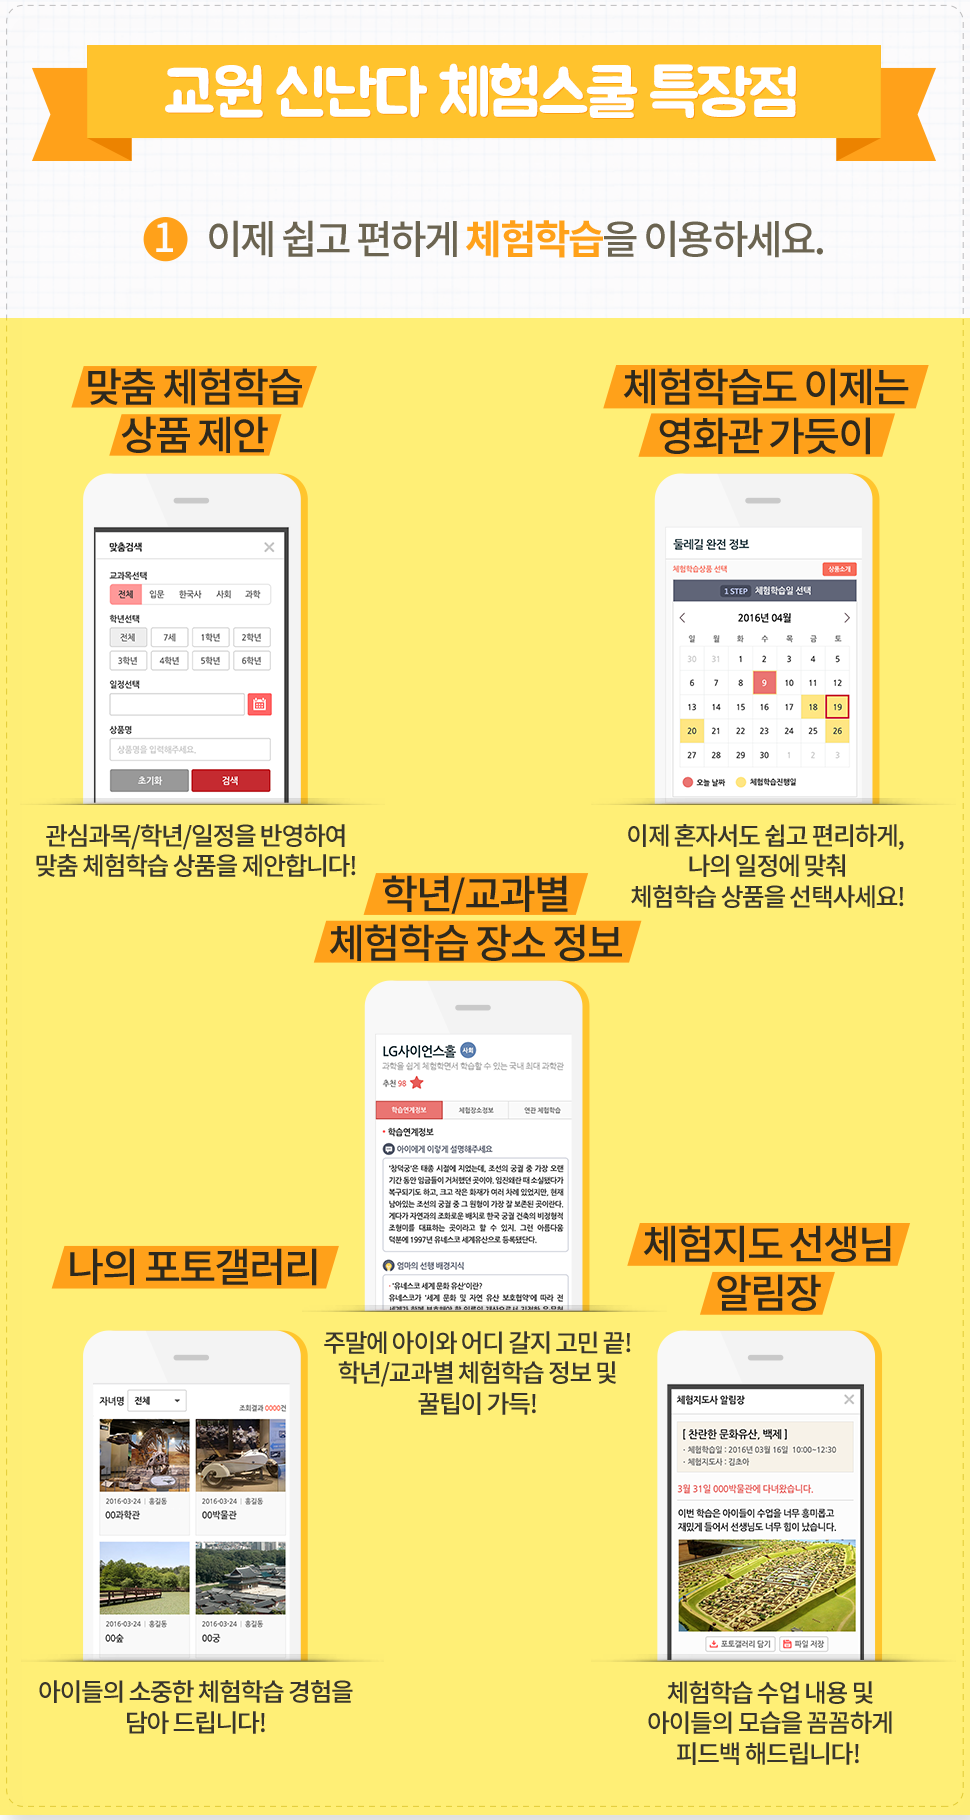 교원 신난다 체험스쿨 특장점
1 이제 쉽고 편하게 체험학습을 이용하세요.
맞춤 체험학습
상품 제안
맞춤검색
교과목선택
전체 입문 한국사 사회 과학
학년선택
전체 7세 1학년 2학년
3학년 4학년 5학년 6학년
일정선택
상품명
상품명을 입력해주세요.
초기화 검색
관심과목/학년/일정을 반영하여
맞춤 체험학습 상품을 제안합니다!
체험학습도 이제는
영화관 가듯이
둘레길 완전 정보
체험학습상품 선택 상품소개
1 STEP 체험학습일 선택
2016년 04월
일 월 화 수 목 금 토
30 31 1 2 3 4 5
6 7 8 9 10 11 12
13 14 15 16 17 18 19
20 21 22 23 24 25 26
27 28 29 30 1 2 3
오늘 날짜 체험학습진행일
이제 혼자서도 쉽고 편리하게,
나의 일정에 맞춰
체험학습 상품을 선택사세요!
학년/교과별
체험학습 장소 정보
LG사이언스홀 사회
과학을 쉽게 체험학면서 학습할 수 있는 국내 최대 과학관
추천 98
학습연계정보 체험장소정보 연관 체험학습
• 학습연계정보
아이에게 이렇게 설명해주세요
'창덕궁'은 태종 시절에 지었는데, 조선의 궁궐 중 가장 오랜
기간 동안 임금들이 거처했던 곳이야. 임진왜란 때 소실됐다가
복구되기도 하고, 크고 작은 화재가 여러 차례 있었지만, 현재
남아있는 조선의 궁궐 중 그 원형이 가장 잘 보존된 곳이란다.
게다가 자연과의 조화로운 배치로 한국 궁궐 건축의 비정형적
조형미를 대표하는 곳이라고 할 수 있지. 그런 아름다움
덕분에 1997년 유네스코 세계유산으로 등록됐단다.
엄마의 선행 배경지식
· '유네스코 세계 문화 유산'이란?
유네스코가 '세계 문화 및 자연 유산 보호협약'에 따라 전
주말에 아이와 어디 갈지 고민 끝!
학년/교과별 체험학습 정보 및
꿀팁이 가득!
나의 포토갤러리
자녀명 전체
조회결과 0000건
2016-03-24 | 홍길동
00과학관
2016-03-24 | 홍길동
00박물관
2016-03-24 | 홍길동
00숲
2016-03-24 | 홍길동
00궁
아이들의 소중한 체험학습 경험을
담아 드립니다!
체험지도 선생님
알림장
체험지도사 알림장
[ 찬란한 문화유산, 백제 ]
· 체험학습일 : 2016년 03월 16일 10:00~12:30
· 체험지도사 : 김초아
3월 31일 000박물관에 다녀왔습니다.
이번 학습은 아이들이 수업을 너무 흥미롭고
재밌게 들어서 선생님도 너무 힘이 났습니다.
포토갤러리 담기 파일 저장
체험학습 수업 내용 및
아이들의 모습을 꼼꼼하게
피드백 해드립니다!